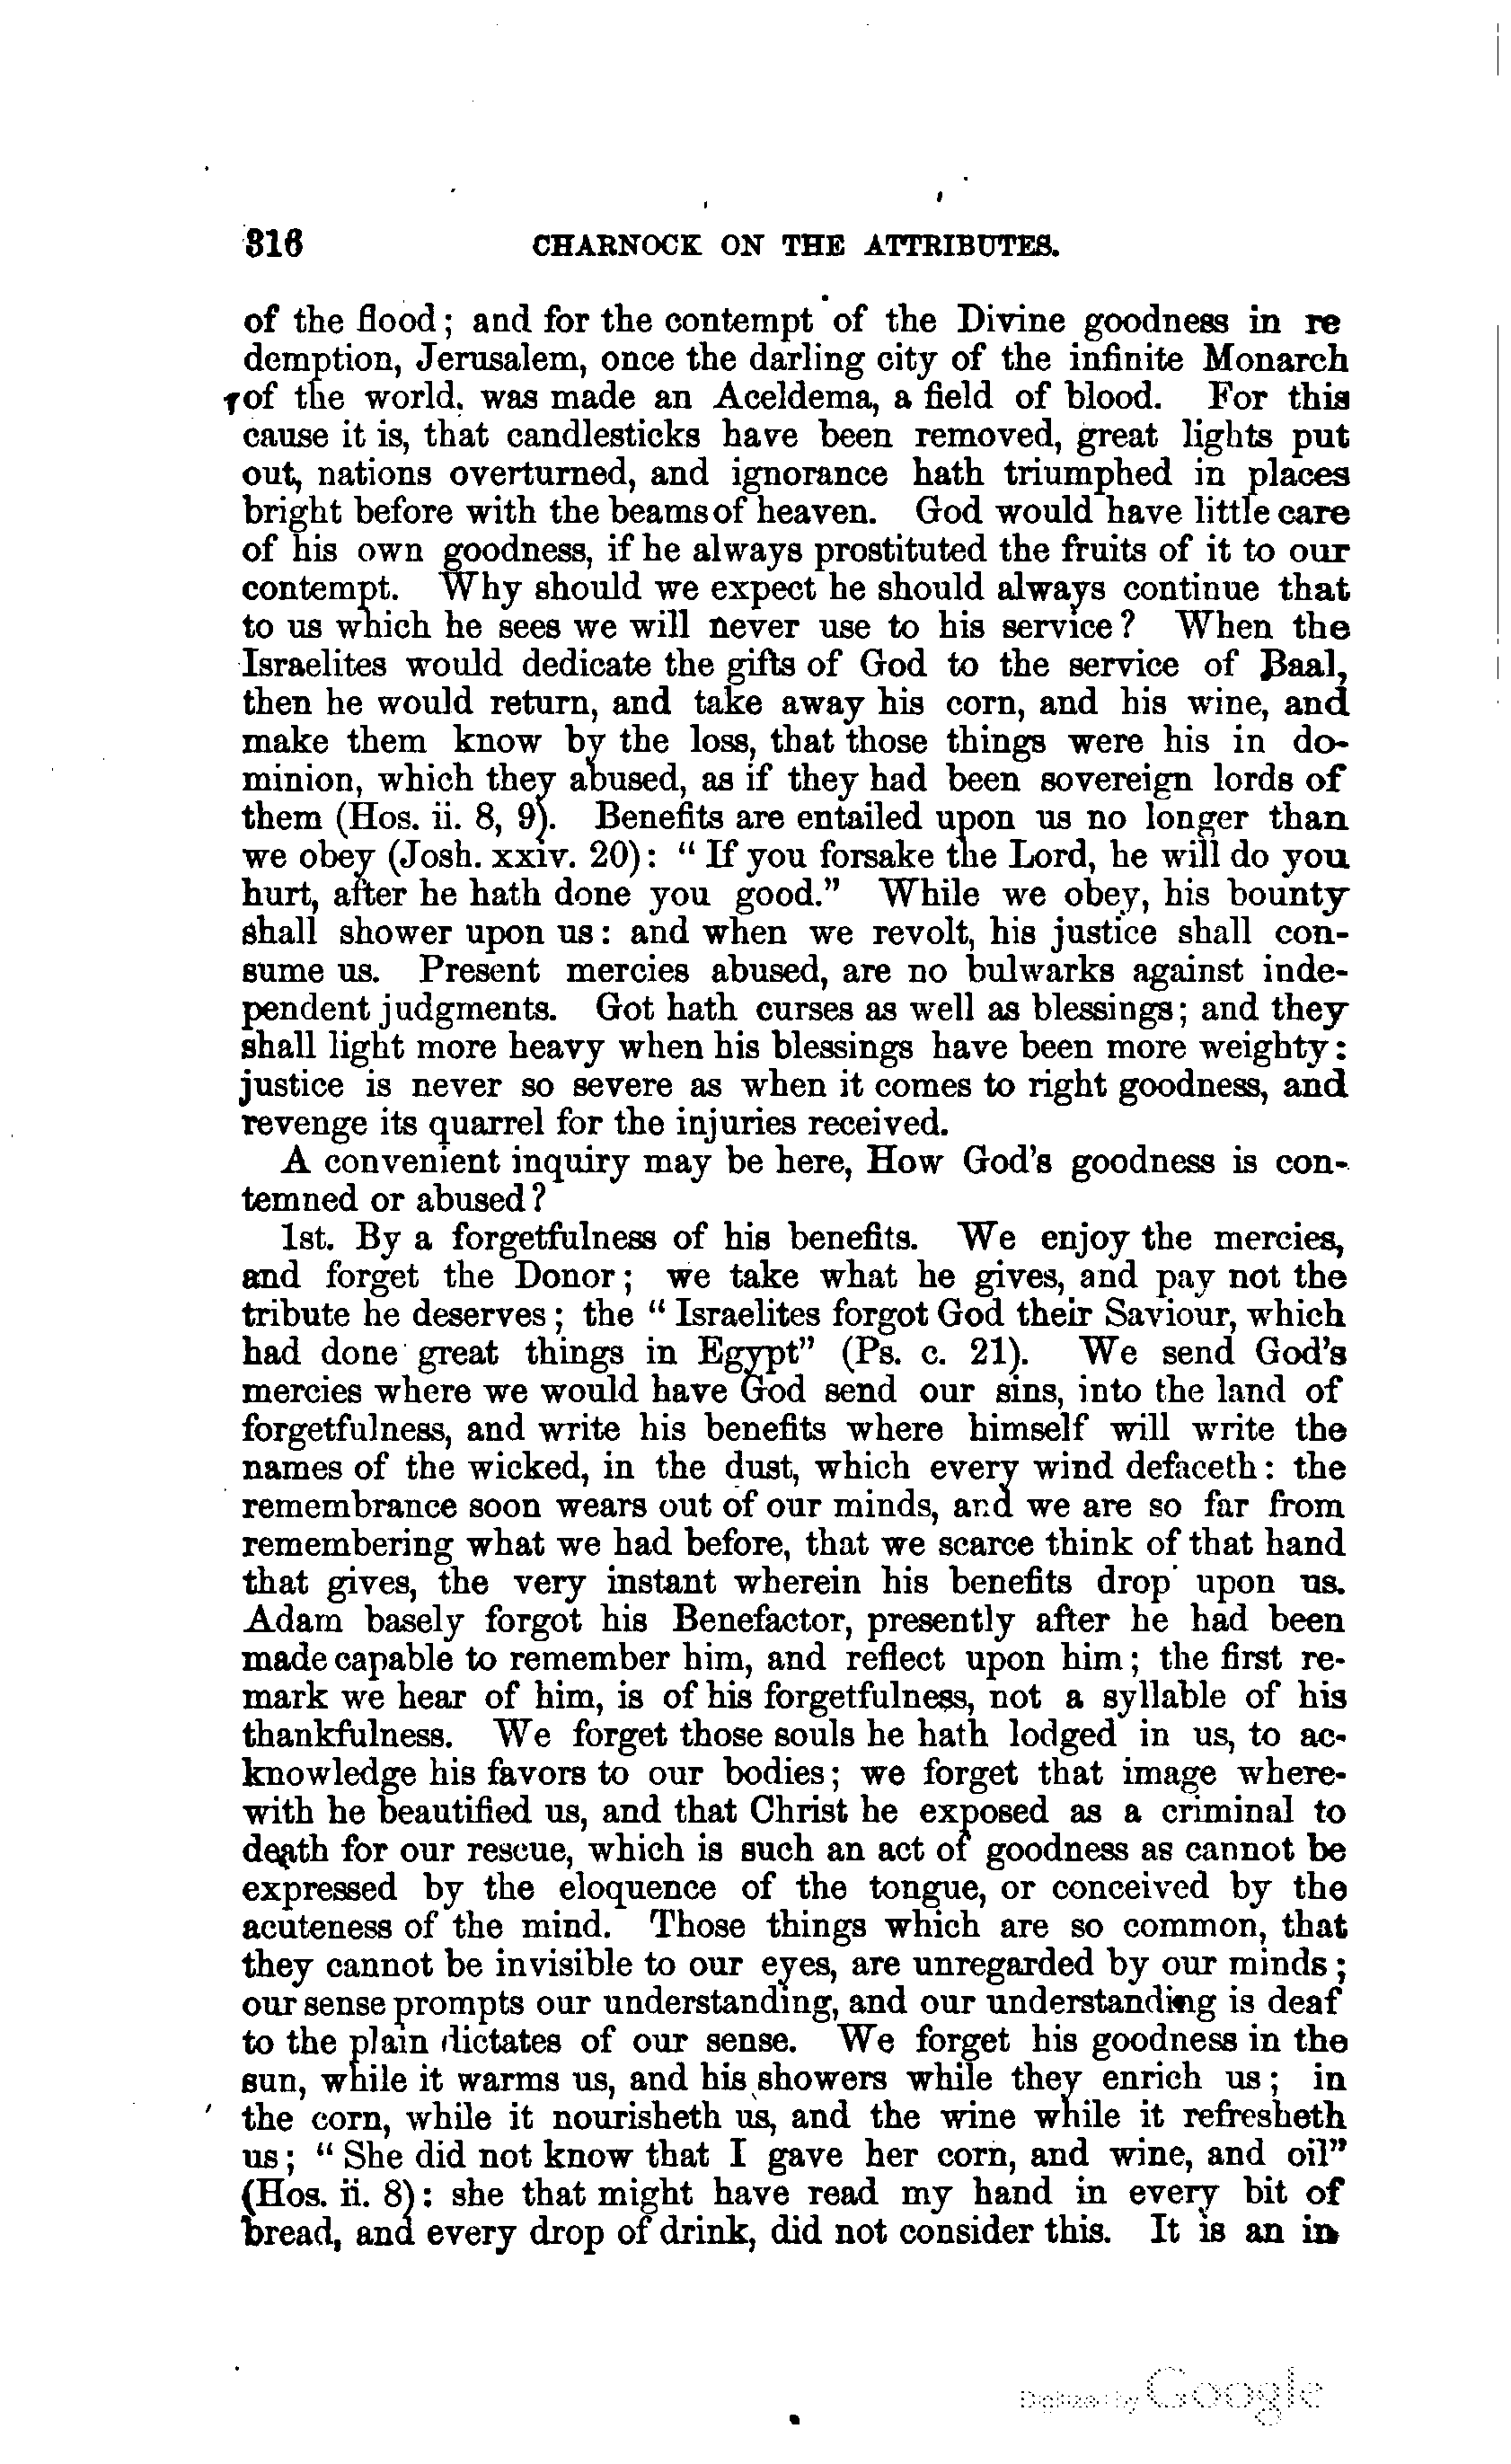 316 CHARNOCK ON THE ATTRIBUTES.
of the flood; and for the contempt of the Divine goodness in re
demption, Jerusalem, once the darling city of the infinite Monarch
of the world, was made an Aceldema, a field of blood. For this
cause it is, that candlesticks have been removed, great lights put
out, nations overturned, and ignorance hath triumphed in places
bright before with the beams of heaven. God would have little care
of his own goodness, if he always prostituted the fruits of it to our
contempt. Why should we expect he should always continue that
to us which he sees we will never use to his service? When the
Israelites would dedicate the gifts of God to the service of Baal,
then he would return, and take away his corn, and his wine, and
make them know by the loss, that those things were his in do-
minion, which they abused, as if they had been sovereign lords of
them (Hos. ii. 8, 9). Benefits are entailed upon us no longer than
we obey (Josh. xxiv. 20): " If you forsake the Lord, he will do you
hurt, after he hath done you good." While we obey, his bounty
shall shower upon us: and when we revolt, his justice shall con-
sume us. Present mercies abused, are no bulwarks against inde-
pendent judgments. Got hath curses as well as blessings; and they
shall light more heavy when his blessings have been more weighty:
justice is never so severe as when it comes to right goodness, and
revenge its quarrel for the injuries received.
A convenient inquiry may be here, How God's goodness is con-
temned or abused?
1st. By a forgetfulness of his benefits. We enjoy the mercies,
and forget the Donor; we take what he gives, and pay not the
tribute he deserves; the " Israelites forgot God their Saviour, which
had done great things in Egypt" (Ps. c. 21). We send God's
mercies where we would have God send our sins, into the land of
forgetfulness, and write his benefits where himself will write the
names of the wicked, in the dust, which every wind defaceth: the
remembrance soon wears out of our minds, and we are so far from
remembering what we had before, that we scarce think of that hand
that gives, the very instant wherein his benefits drop upon us.
Adam basely forgot his Benefactor, presently after he had been
made capable to remember him, and reflect upon him; the first re-
mark we hear of him, is of his forgetfulness, not a syllable of his
thankfulness. We forget those souls he hath lodged in us, to ac-
knowledge his favors to our bodies; we forget that image where-
with he beautified us, and that Christ he exposed as a criminal to
death for our rescue, which is such an act of goodness as cannot be
expressed by the eloquence of the tongue, or conceived by the
acuteness of the mind. Those things which are so common, that
they cannot be invisible to our eyes, are unregarded by our minds;
our sense prompts our understanding, and our understanding is deaf
to the plain dictates of our sense. We forget his goodness in the
sun, while it warms us, and his showers while they enrich us; in
the corn, while it nourisheth us, and the wine while it refresheth
us; " She did not know that I gave her corn, and wine, and oil"
(Hos. ii. 8): she that might have read my hand in every bit of
bread, and every drop of drink, did not consider this. It is an in
Digitized by Google